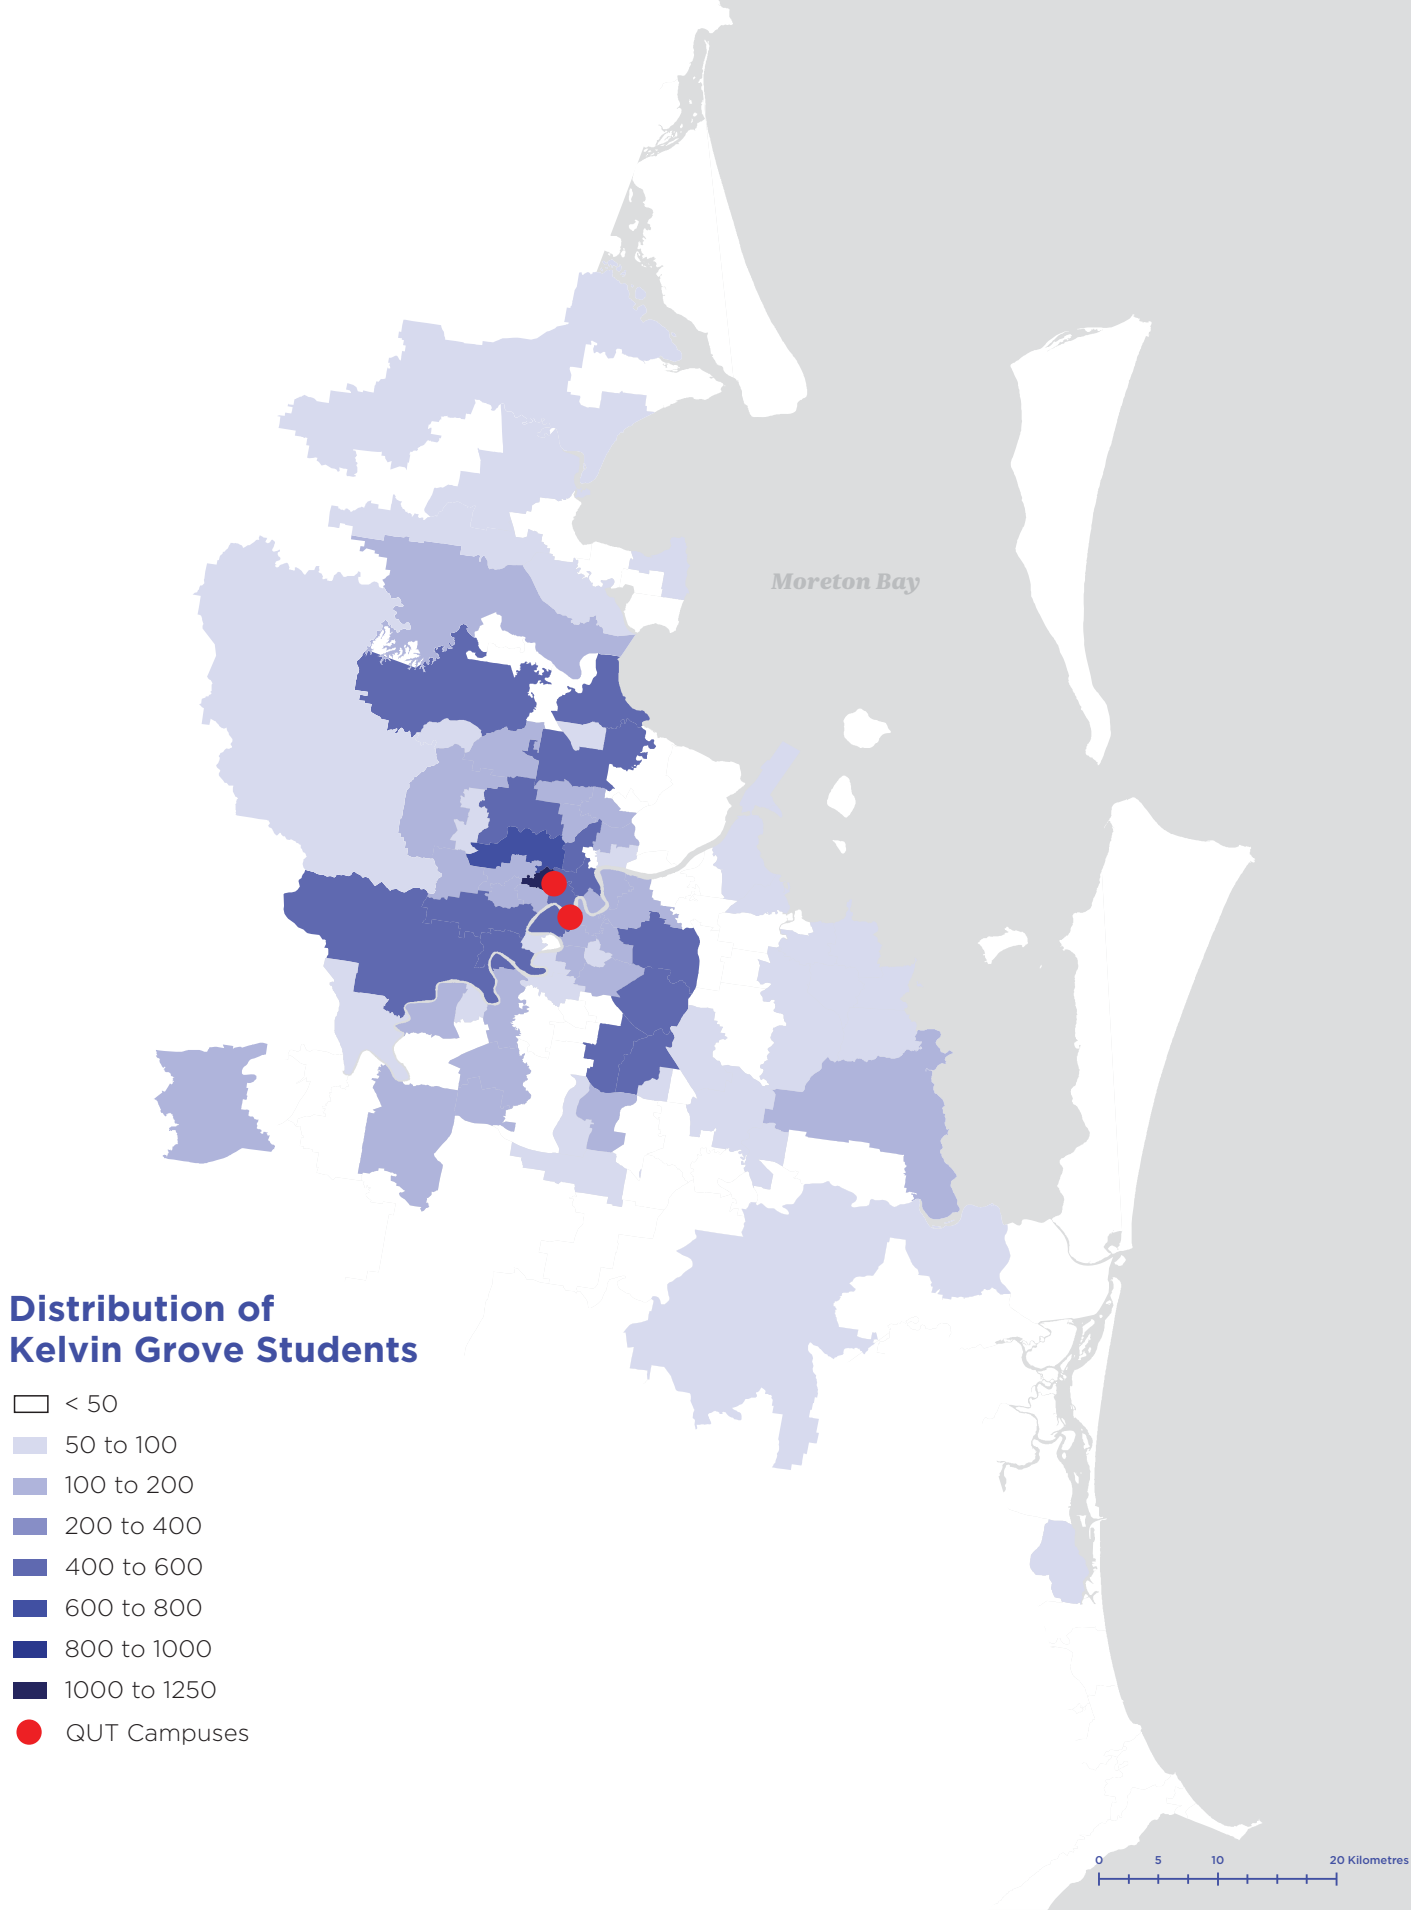 Moreton Bay
Distribution of
Kelvin Grove Students
< 50
50 to 100
100 to 200
200 to 400
400 to 600
600 to 800
800 to 1000
1000 to 1250
QUT Campuses
0 5 10 20 Kilometres